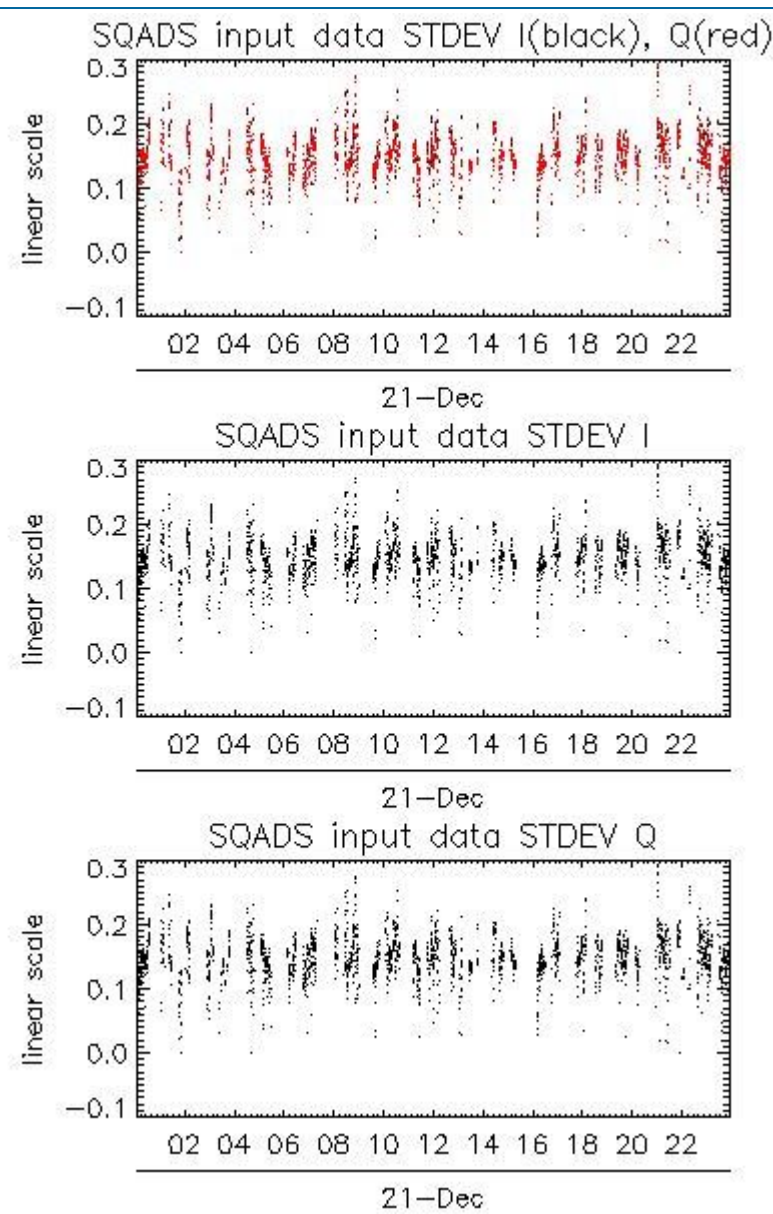 SQADS input data STDEV I(black), Q(red)
0.3
0.2
0.1
0.0
−0.1
linear scale
02 04 06 08 10 12 14 16 18 20 22
21−Dec
SQADS input data STDEV I
0.3
0.2
0.1
0.0
−0.1
linear scale
02 04 06 08 10 12 14 16 18 20 22
21−Dec
SQADS input data STDEV Q
0.3
0.2
0.1
0.0
−0.1
linear scale
02 04 06 08 10 12 14 16 18 20 22
21−Dec